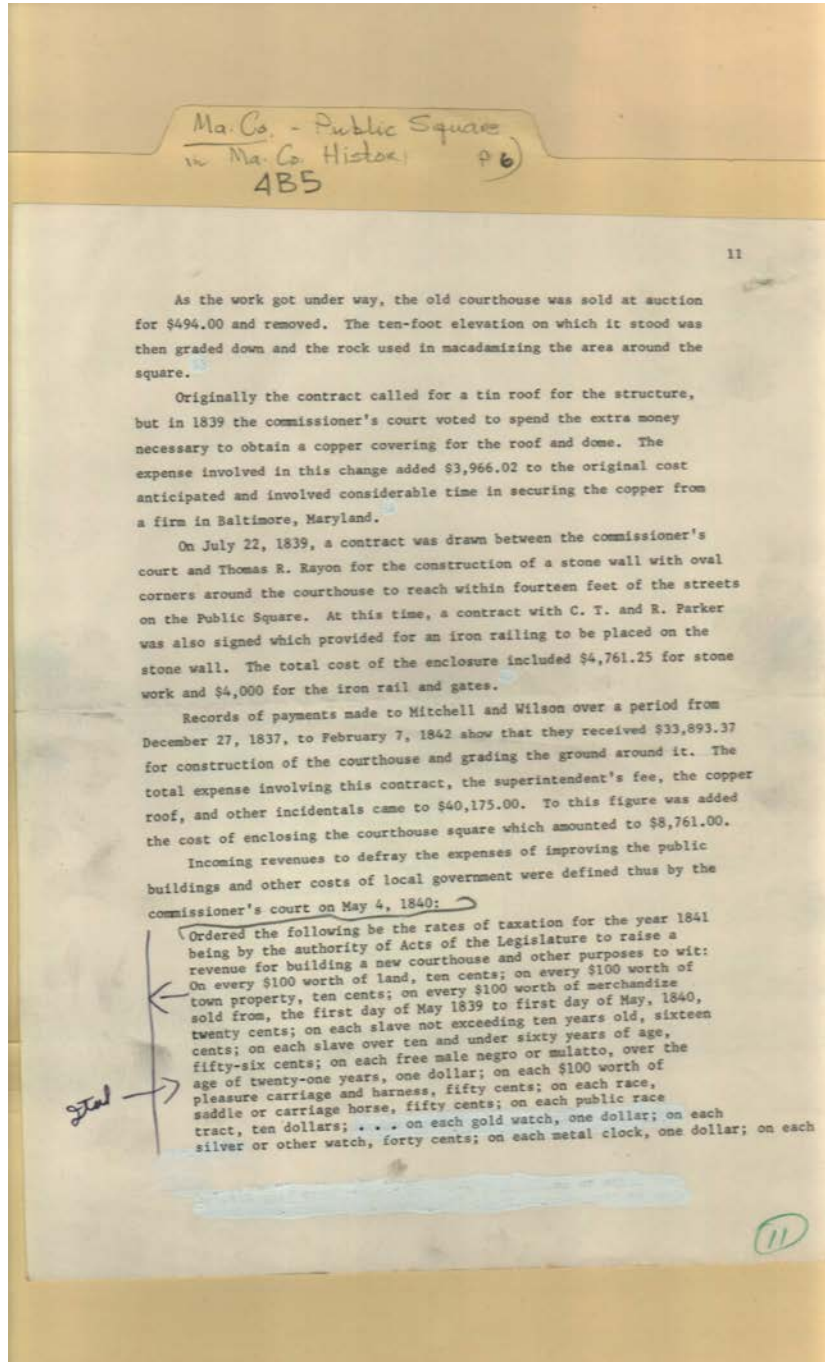 Ma. Co. - Public Square
in Ma. Co. Histor P 6)
4B5
11
As the work got under way, the old courthouse was sold at auction
for $494.00 and removed. The ten-foot elevation on which it stood was
then graded down and the rock used in macadamizing the area around the
square.
Originally the contract called for a tin roof for the structure,
but in 1839 the commissioner's court voted to spend the extra money
necessary to obtain a copper covering for the roof and dome. The
expense involved in this change added $3,966.02 to the original cost
anticipated and involved considerable time in securing the copper from
a firm in Baltimore, Maryland.
On July 22, 1839, a contract was drawn between the commissioner's
court and Thomas R. Rayon for the construction of a stone wall with oval
corners around the courthouse to reach within fourteen feet of the streets
on the Public Square. At this time, a contract with C. T. and R. Parker
was also signed which provided for an iron railing to be placed on the
stone wall. The total cost of the enclosure included $4,761.25 for stone
work and $4,000 for the iron rail and gates.
Records of payments made to Mitchell and Wilson over a period from
December 27, 1837, to February 7, 1842 show that they received $33,893.37
for construction of the courthouse and grading the ground around it. The
total expense involving this contract, the superintendent's fee, the copper
roof, and other incidentals came to $40,175.00. To this figure was added
the cost of enclosing the courthouse square which amounted to $8,761.00.
Incoming revenues to defray the expenses of improving the public
buildings and other costs of local government were defined thus by the
commissioner's court on May 4, 1840:
Ordered the following be the rates of taxation for the year 1841
being by the authority of Acts of the Legislature to raise a
revenue for building a new courthouse and other purposes to wit:
On every $100 worth of land, ten cents; on every $100 worth of
town property, ten cents; on every $100 worth of merchandize
sold from, the first day of May 1839 to first day of May, 1840,
twenty cents; on each slave not exceeding ten years old, sixteen
cents; on each slave over ten and under sixty years of age,
fifty-six cents; on each free male negro or mulatto, over the
age of twenty-one years, one dollar; on each $100 worth of
pleasure carriage and harness, fifty cents; on each race,
saddle or carriage horse, fifty cents; on each public race
tract, ten dollars; . . . on each gold watch, one dollar; on each
silver or other watch, forty cents; on each metal clock, one dollar; on each
11